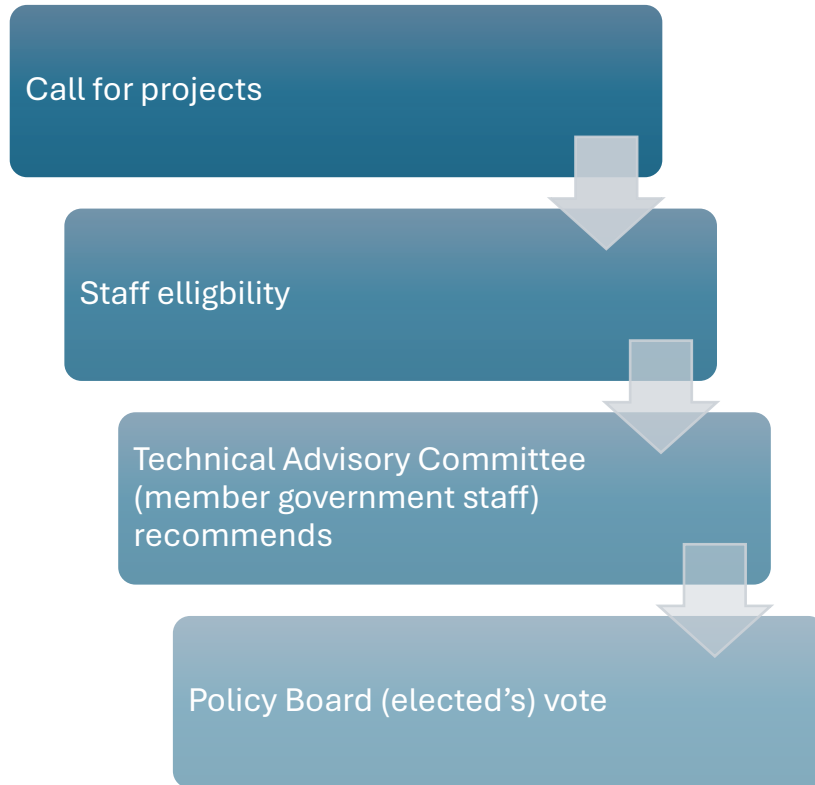 Call for projects
Staff elligbility
Technical Advisory Committee
(member government staff)
recommends
Policy Board (elected’s) vote